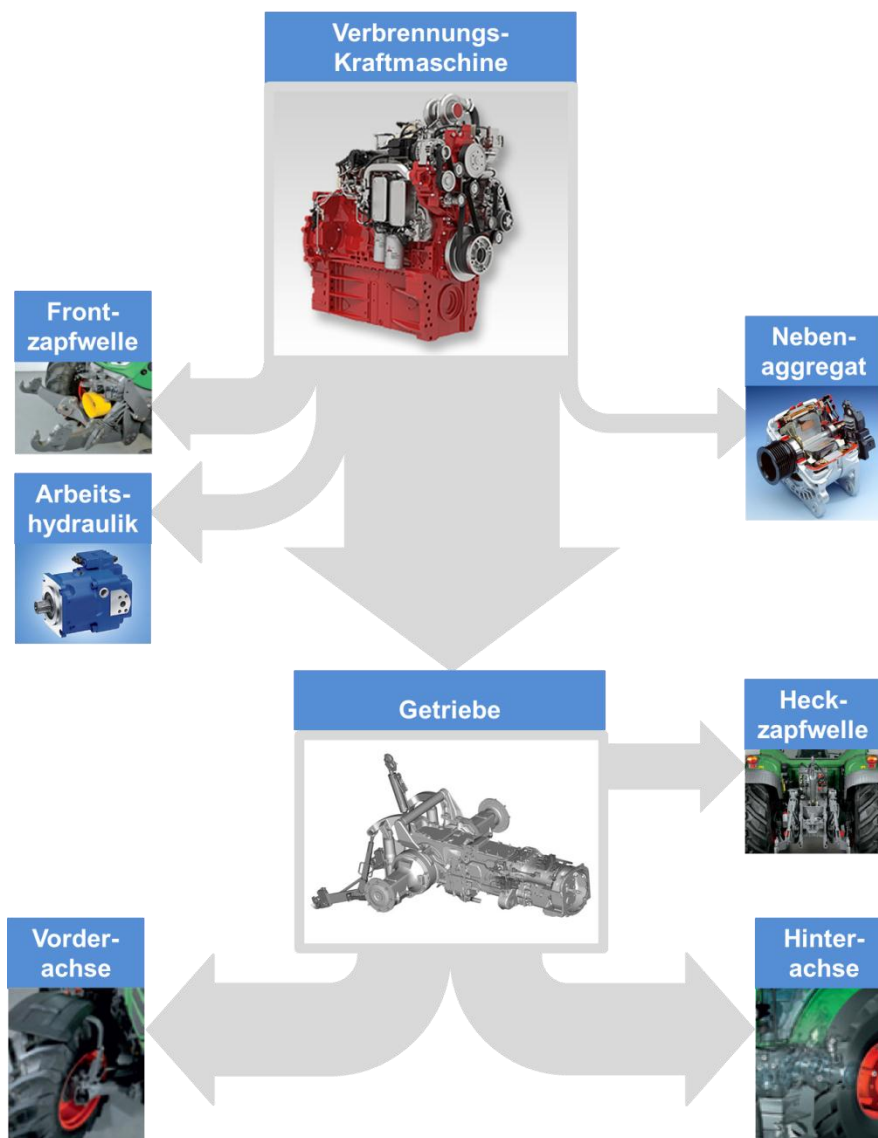 Verbrennungs-
Kraftmaschine
Front-
zapfwelle
Neben-
aggregat
Arbeits-
hydraulik
Getriebe
Heck-
zapfwelle
Vorder-
achse
Hinter-
achse